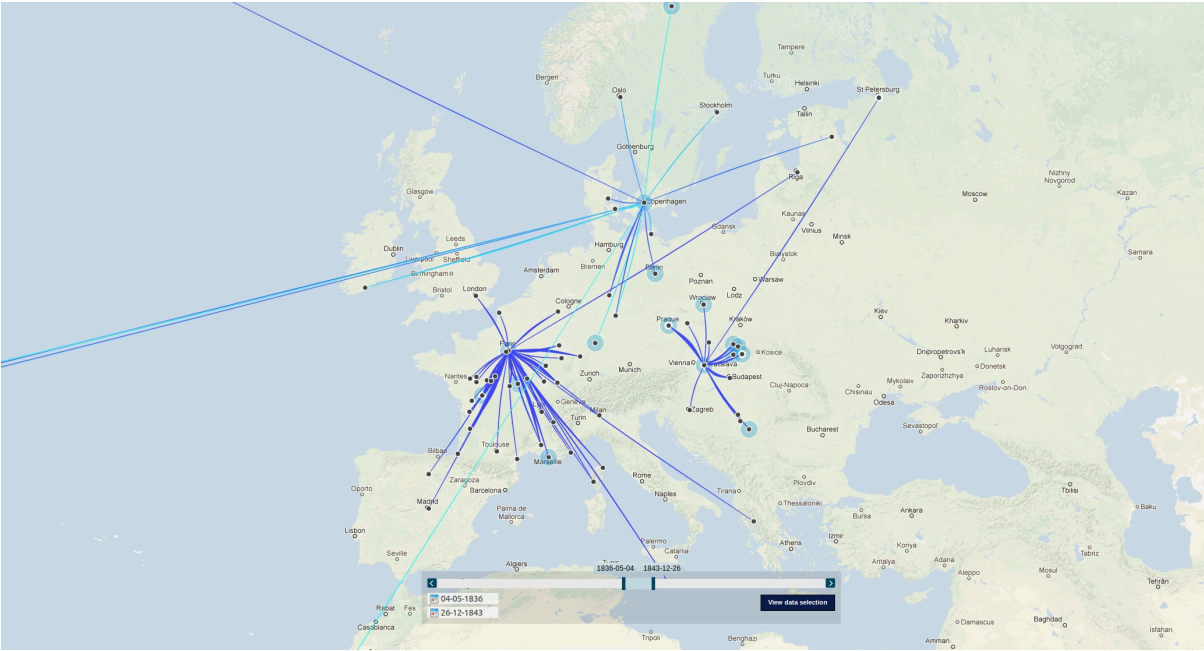 Tampere
Bergen
Turku
Helsinki
Oslo
St Petersburg
Stockholm
Tallin
Gothenburg
Nizhny
Novgorod
Riga
Moscow
Kazan
Glasgow
Copenhagen
Kaunas
Vilnius
Gdansk
Minsk
Leeds
Dublin
Hamburg
Samara
Liverpool
Sheffield
Bialystok
Bremen
Berlin
Birmingham
Amsterdam
Poznan
Warsaw
Bristol
London
Lodz
Wroclaw
Cologne
Kiev
Prague
Kraków
Kharkiv
Volgograd
Luhansk
Dnipropetrovs'k
Kosice
Vienna
Donetsk
Munich
Zaporizhzhya
Nantes
Zurich
Budapest
Cluj-Napoca
Mykolaiv
Rostov-on-Don
Chisinau
Odesa
Geneva
Zagreb
Milan
Turin
Sevastopol'
Bucharest
Toulouse
Bilbao
Marseille
Rome
Zaragoza
Plovdiv
Oporto
Barcelona
Tirana
Tbilisi
Naples
Madrid
Thessaloniki
Baku
Palma de
Mallorca
Bursa
Ankara
Lisbon
Izmir
Palermo
Athens
Konya
Seville
Catania
Tabriz
Adana
Antalya
Algiers
Tunis
1836-05-04 1843-12-26
Aleppo
Mosul
Tehrān
04-05-1836
View data selection
Rabat
Fes
26-12-1843
Casablanca
Damascus
Baghdad
Isfahan
Tripoli
Benghazi
Amman